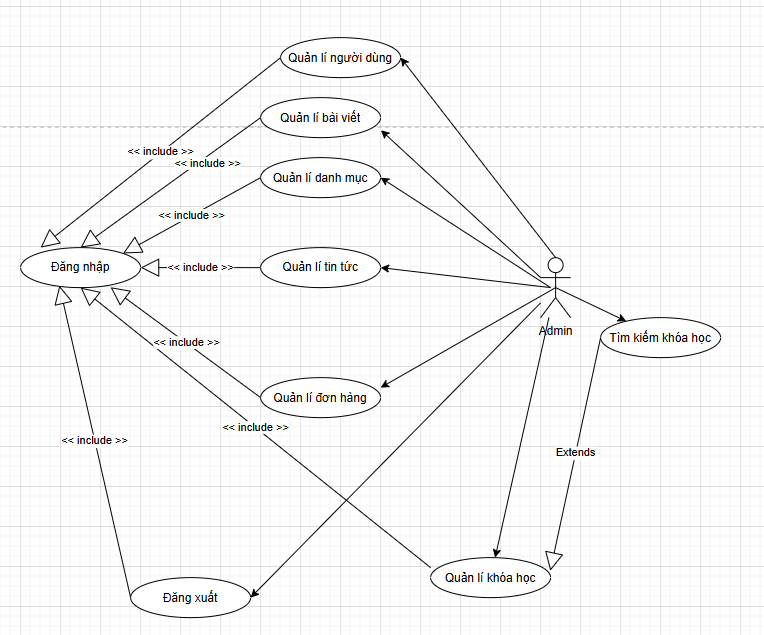 Quản lí người dùng
Quản lí bài viết
<< include >>
<< include >>
Quản lí danh mục
<< include >>
Đăng nhập
<< include >>
Quản lí tin tức
Admin
Tìm kiếm khóa học
<< include >>
Quản lí đơn hàng
<< include >>
<< include >>
Extends
Quản lí khóa học
Đăng xuất